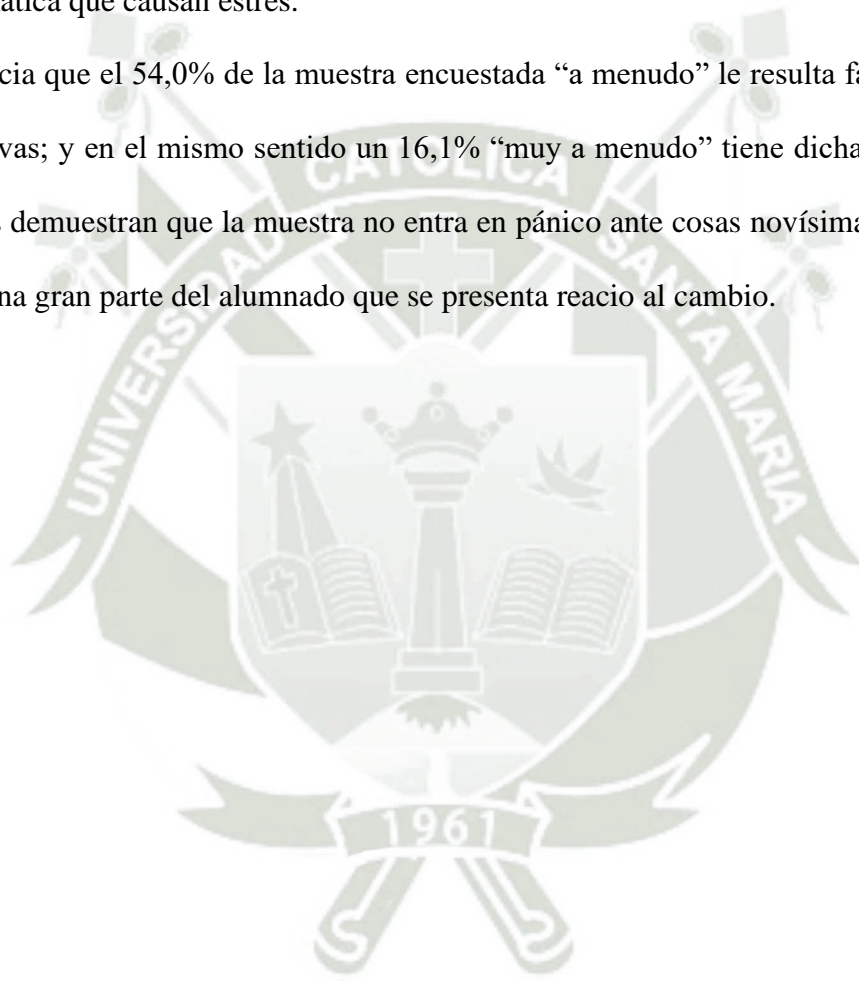 ática que causan estrés.
cia que el 54,0% de la muestra encuestada “a menudo” le resulta fa
vas; y en el mismo sentido un 16,1% “muy a menudo” tiene dicha
s demuestran que la muestra no entra en pánico ante cosas novísima
na gran parte del alumnado que se presenta reacio al cambio.
UNIVERSIDAD CATOLICA SANTA MARIA
1961